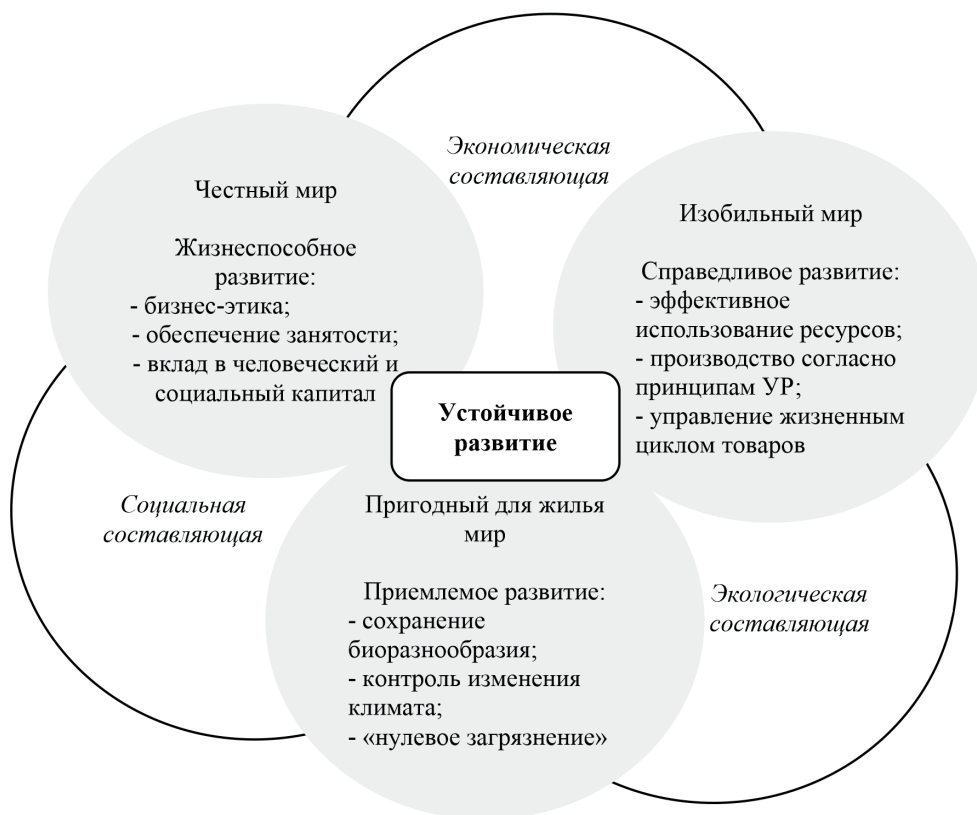 Экономическая
составляющая
Честный мир
Жизнеспособное
развитие:
- бизнес-этика;
- обеспечение занятости;
- вклад в человеческий и
социальный капитал
Изобильный мир
Справедливое развитие:
- эффективное
использование ресурсов;
- производство согласно
принципам УР;
- управление жизненным
циклом товаров
Устойчивое
развитие
Социальная
составляющая
Пригодный для жилья
мир
Приемлемое развитие:
- сохранение
биоразнообразия;
- контроль изменения
климата;
- «нулевое загрязнение»
Экологическая
составляющая